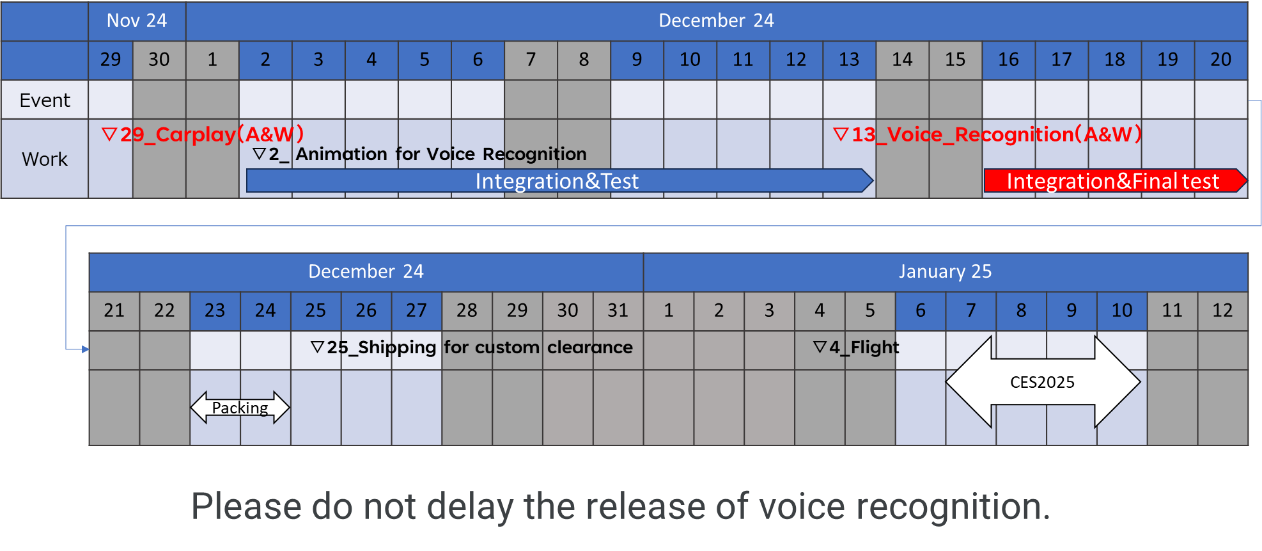 Nov 24 December 24
29 30 1 2 3 4 5 6 7 8 9 10 11 12 13 14 15 16 17 18 19 20
Event
▽29_Carplay(A&W) ▽13_Voice_Recognition(A&W)
▽2_ Animation for Voice Recognition
Work
Integration&Test Integration&Final test
December 24 January 25
21 22 23 24 25 26 27 28 29 30 31 1 2 3 4 5 6 7 8 9 10 11 12
▽25_Shipping for custom clearance ▽4_Flight
CES2025
Packing
Please do not delay the release of voice recognition.